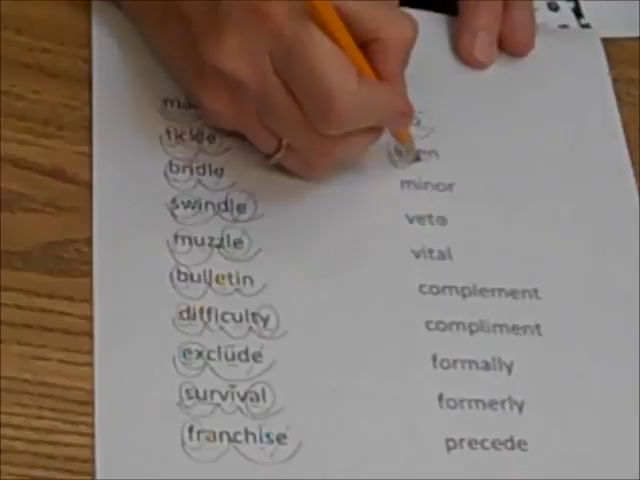 tickle
bridle
swindle
muzzle
bulletin
difficulty
exclude
survival
franchise
minor
veto
vital
complement
compliment
formally
formerly
precede